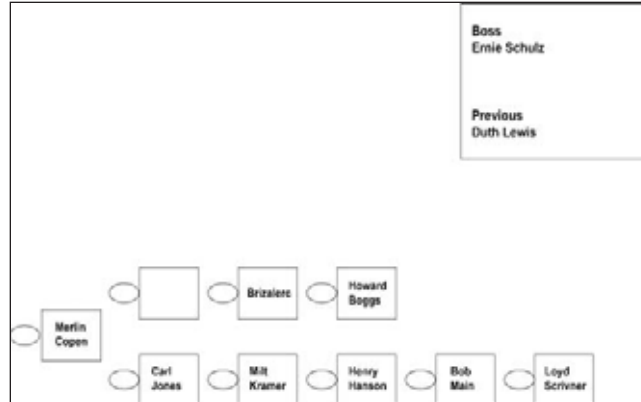 Boss
Ernie Schulz
Previous
Duth Lewis
Brizalerc
Howard
Boggs
Merlin
Copen
Carl
Jones
Milt
Kramer
Henry
Hanson
Bob
Main
Loyd
Scrivner